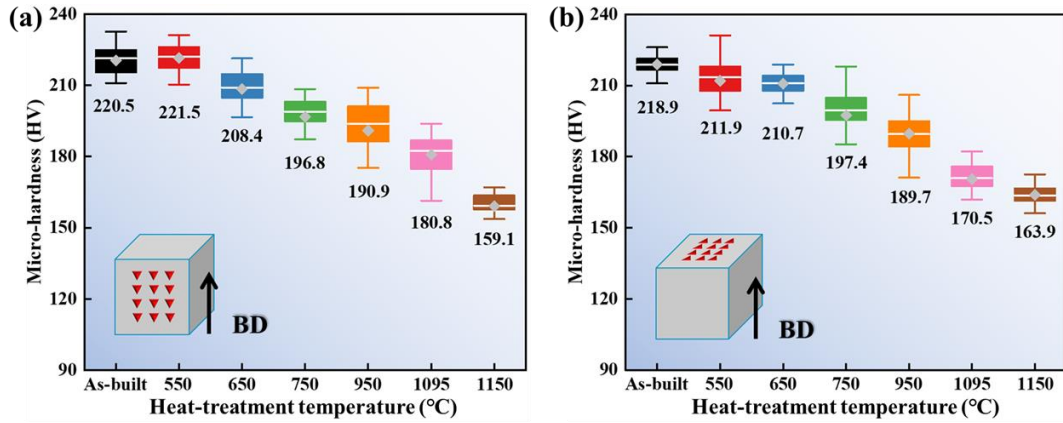 (a)
Micro-hardness (HV)
240
210
180
150
120
90
220.5
221.5
208.4
196.8
190.9
180.8
159.1
BD
As-built 550 650 750 950 1095 1150
Heat-treatment temperature (°C)
(b)
Micro-hardness (HV)
240
210
180
150
120
90
218.9
211.9
210.7
197.4
189.7
170.5
163.9
BD
As-built 550 650 750 950 1095 1150
Heat-treatment temperature (°C)